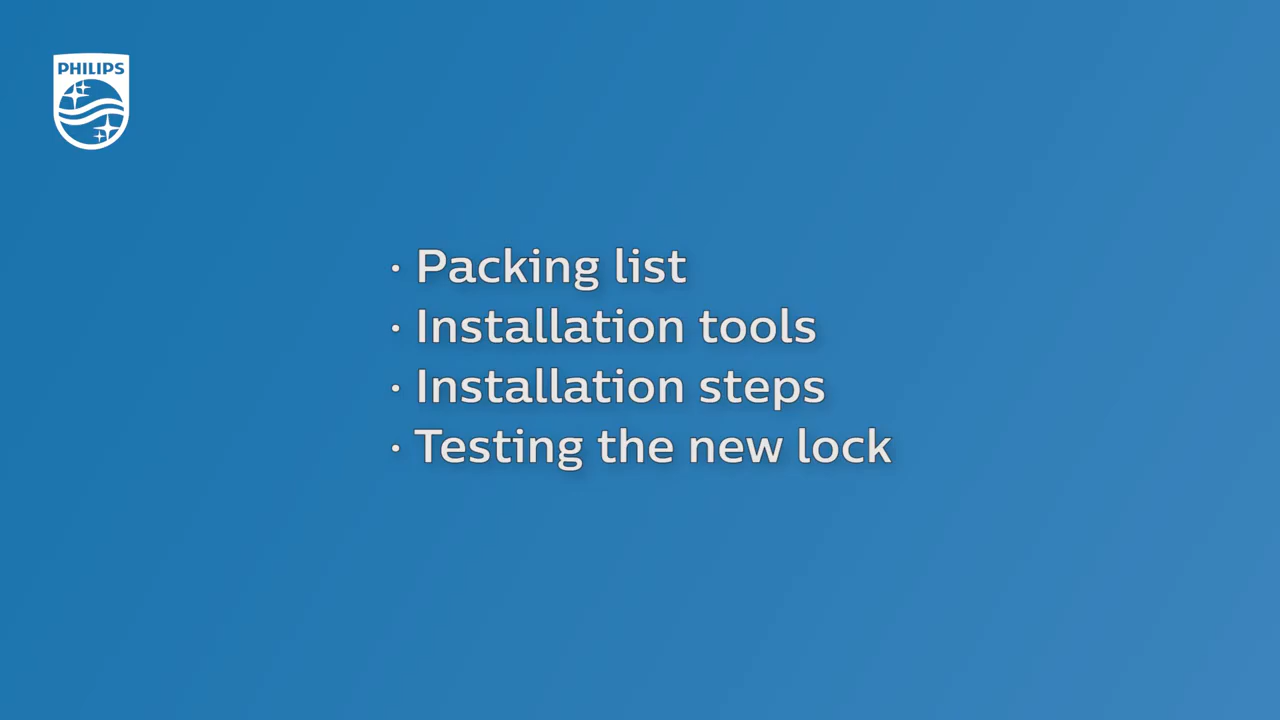 PHILIPS
· Packing list
· Installation tools
· Installation steps
· Testing the new lock